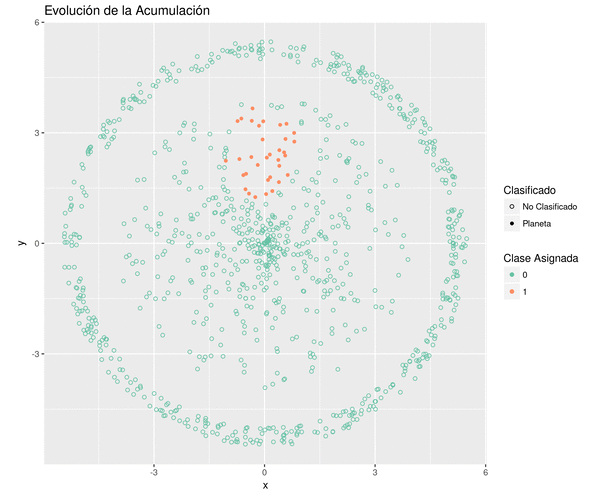 Evolución de la Acumulación
6
3
0
-3
y
-3
0
3
6
x
Clasificado
No Clasificado
Planeta
Clase Asignada
0
1